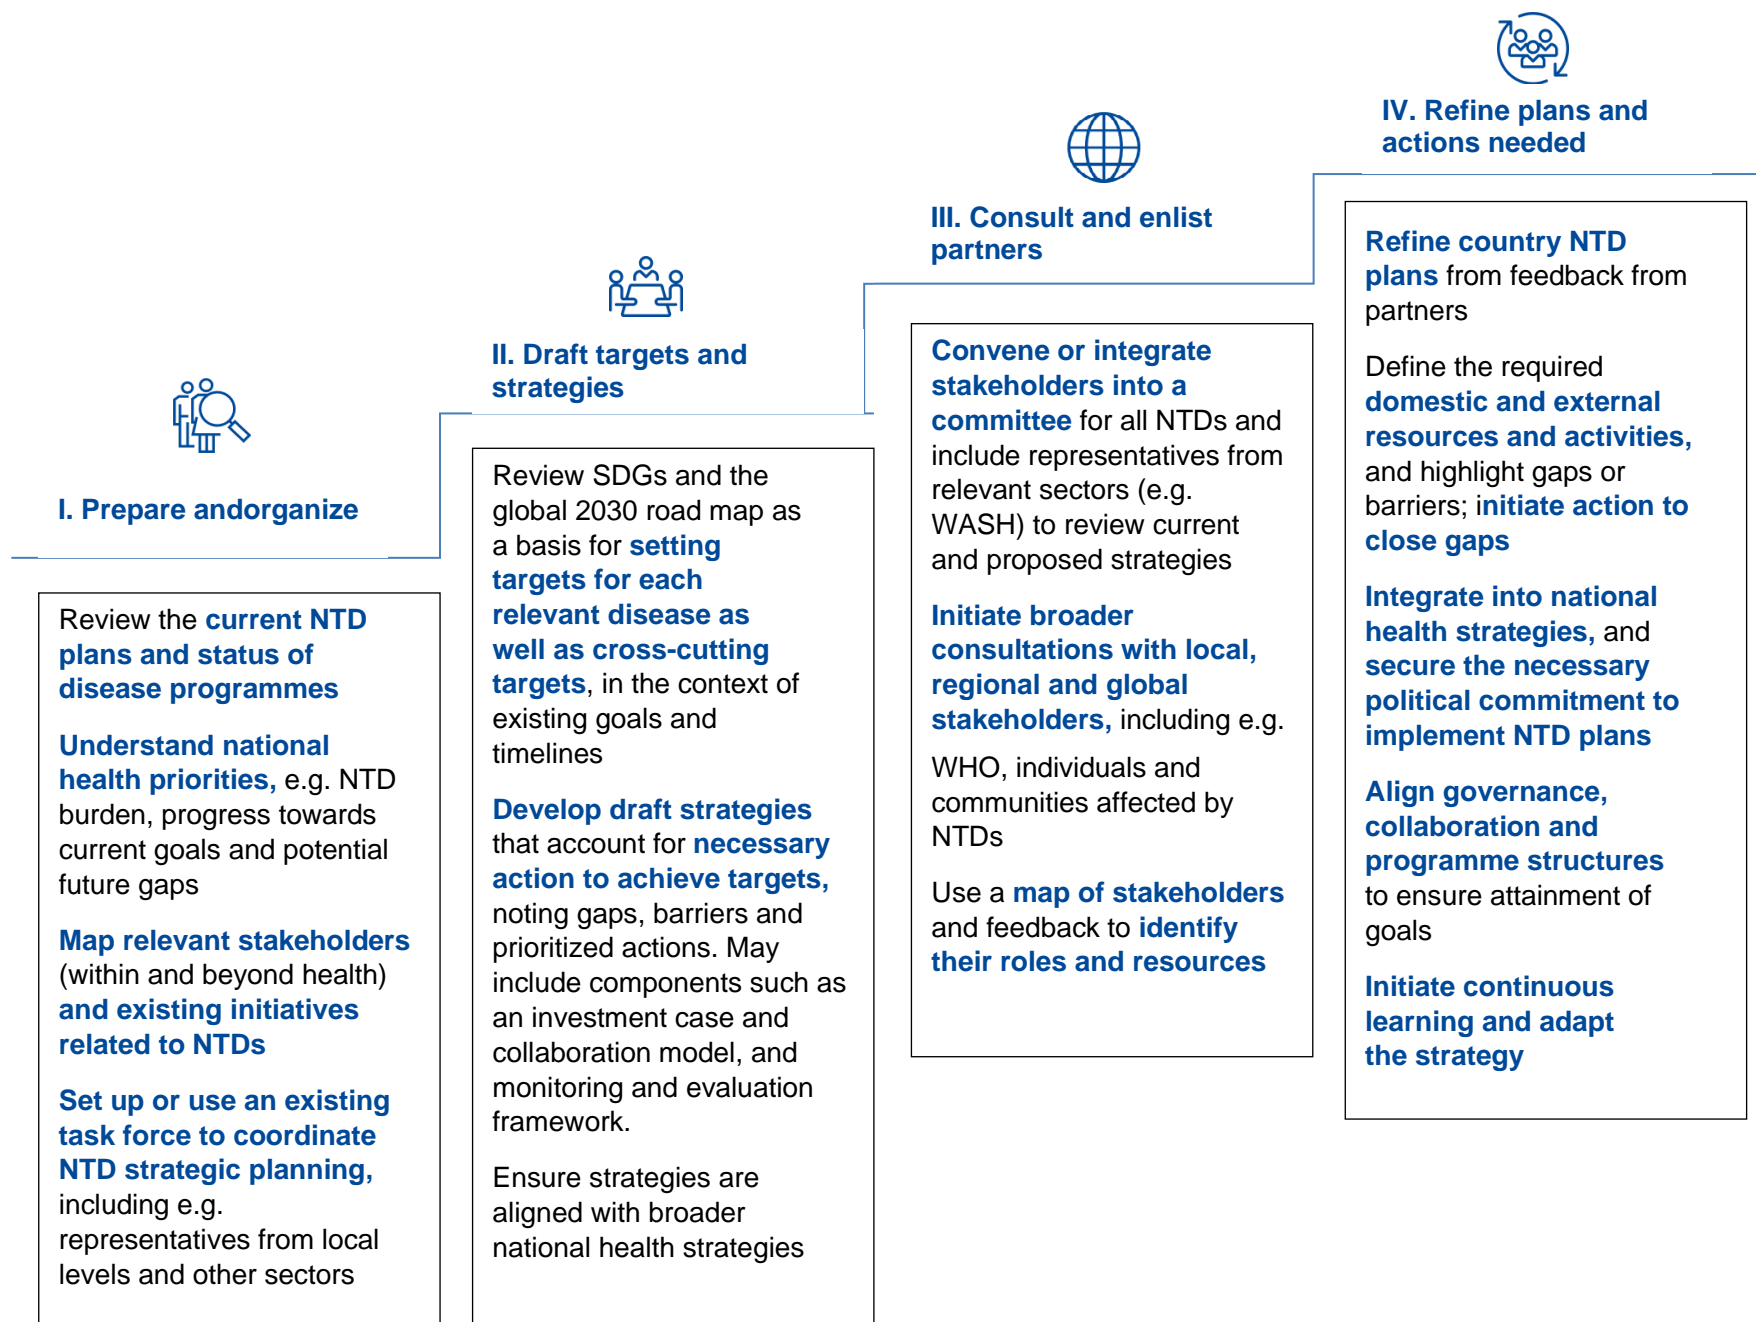 I. Prepare andorganize
Review the current NTD
plans and status of
disease programmes
Understand national
health priorities, e.g. NTD
burden, progress towards
current goals and potential
future gaps
Map relevant stakeholders
(within and beyond health)
and existing initiatives
related to NTDs
Set up or use an existing
task force to coordinate
NTD strategic planning,
including e.g.
representatives from local
levels and other sectors
II. Draft targets and
strategies
Review SDGs and the
global 2030 road map as
a basis for setting
targets for each
relevant disease as
well as cross-cutting
targets, in the context of
existing goals and
timelines
Develop draft strategies
that account for necessary
action to achieve targets,
noting gaps, barriers and
prioritized actions. May
include components such as
an investment case and
collaboration model, and
monitoring and evaluation
framework.
Ensure strategies are
aligned with broader
national health strategies
III. Consult and enlist
partners
Convene or integrate
stakeholders into a
committee for all NTDs and
include representatives from
relevant sectors (e.g.
WASH) to review current
and proposed strategies
Initiate broader
consultations with local,
regional and global
stakeholders, including e.g.
WHO, individuals and
communities affected by
NTDs
Use a map of stakeholders
and feedback to identify
their roles and resources
IV. Refine plans and
actions needed
Refine country NTD
plans from feedback from
partners
Define the required
domestic and external
resources and activities,
and highlight gaps or
barriers; initiate action to
close gaps
Integrate into national
health strategies, and
secure the necessary
political commitment to
implement NTD plans
Align governance,
collaboration and
programme structures
to ensure attainment of
goals
Initiate continuous
learning and adapt
the strategy